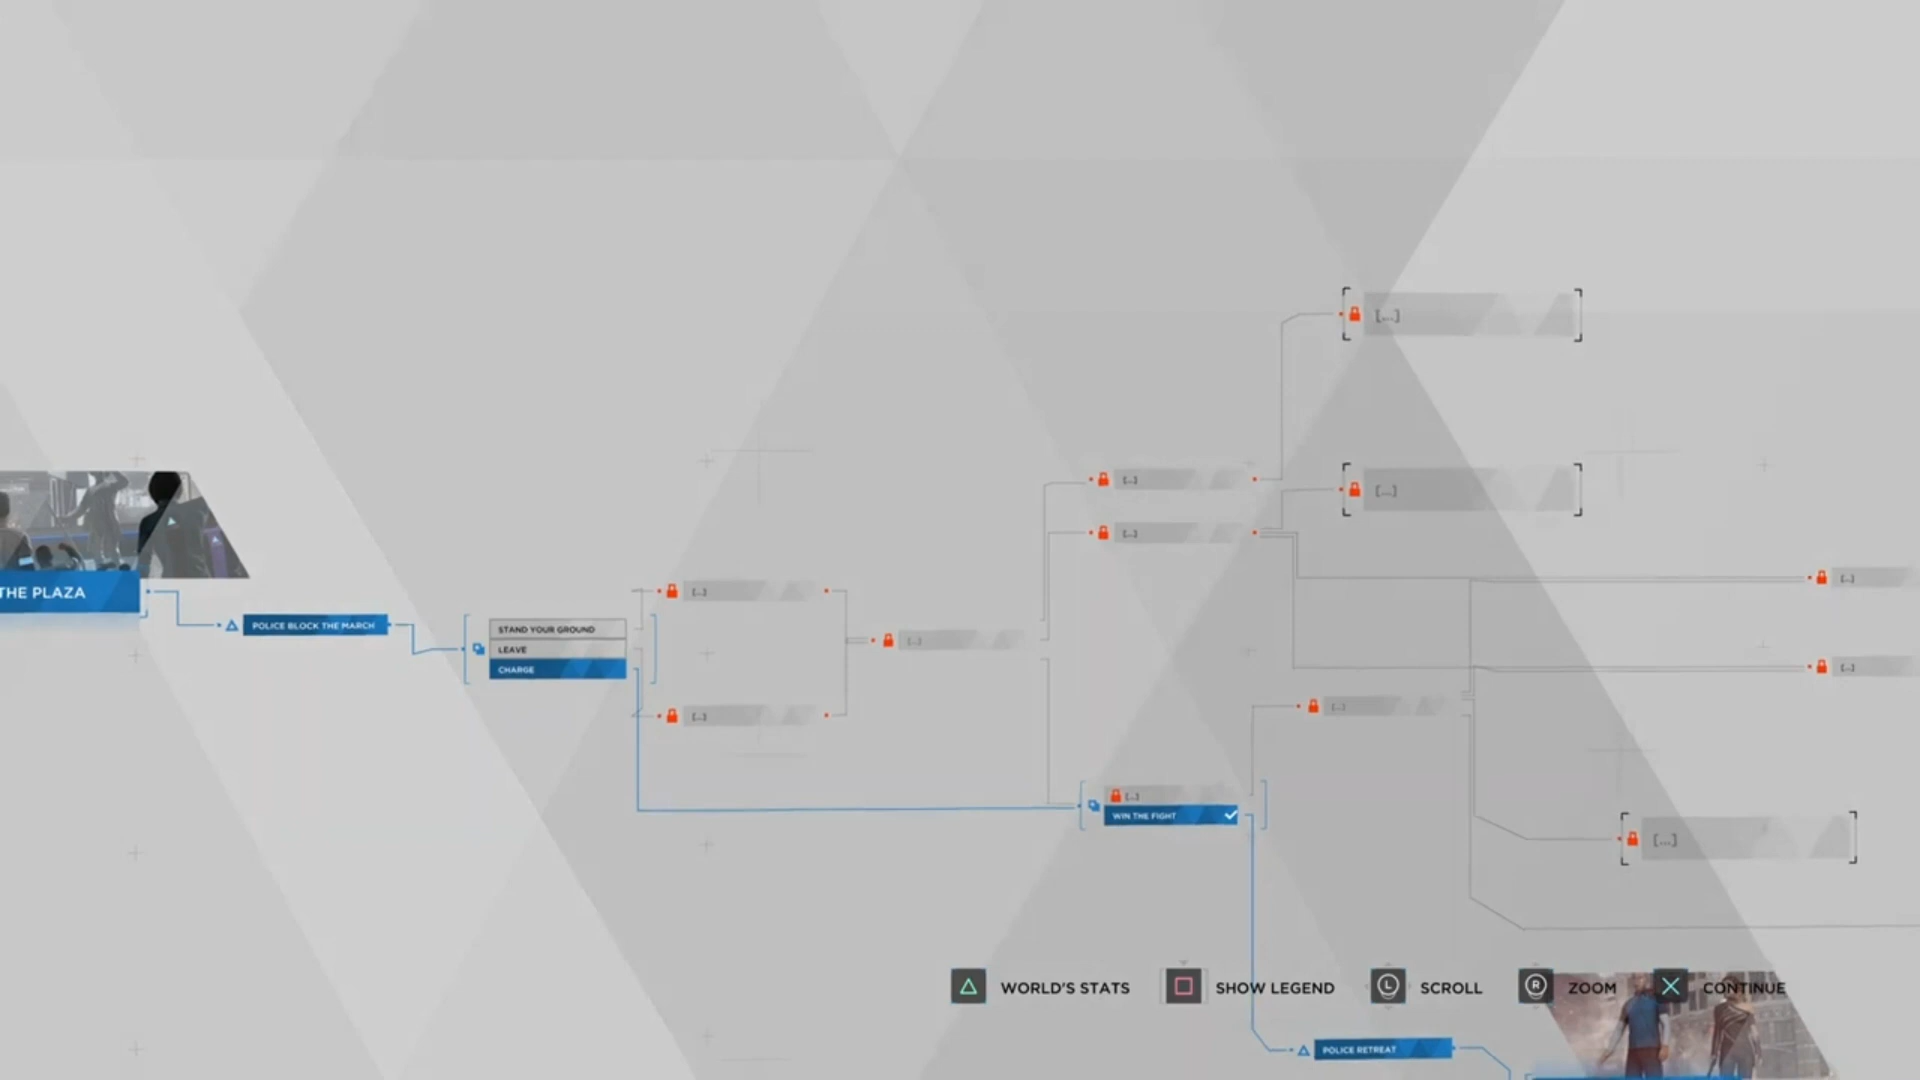 [...]
[...]
[...]
[...]
[...]
THE PLAZA
[...]
POLICE BLOCK THE MARCH
STAND YOUR GROUND
LEAVE
CHARGE
[...]
[...]
[...]
[...]
[...]
WIN THE FIGHT
[...]
WORLD'S STATS
SHOW LEGEND
L
SCROLL
R
ZOOM
CONTINUE
POLICE RETREAT